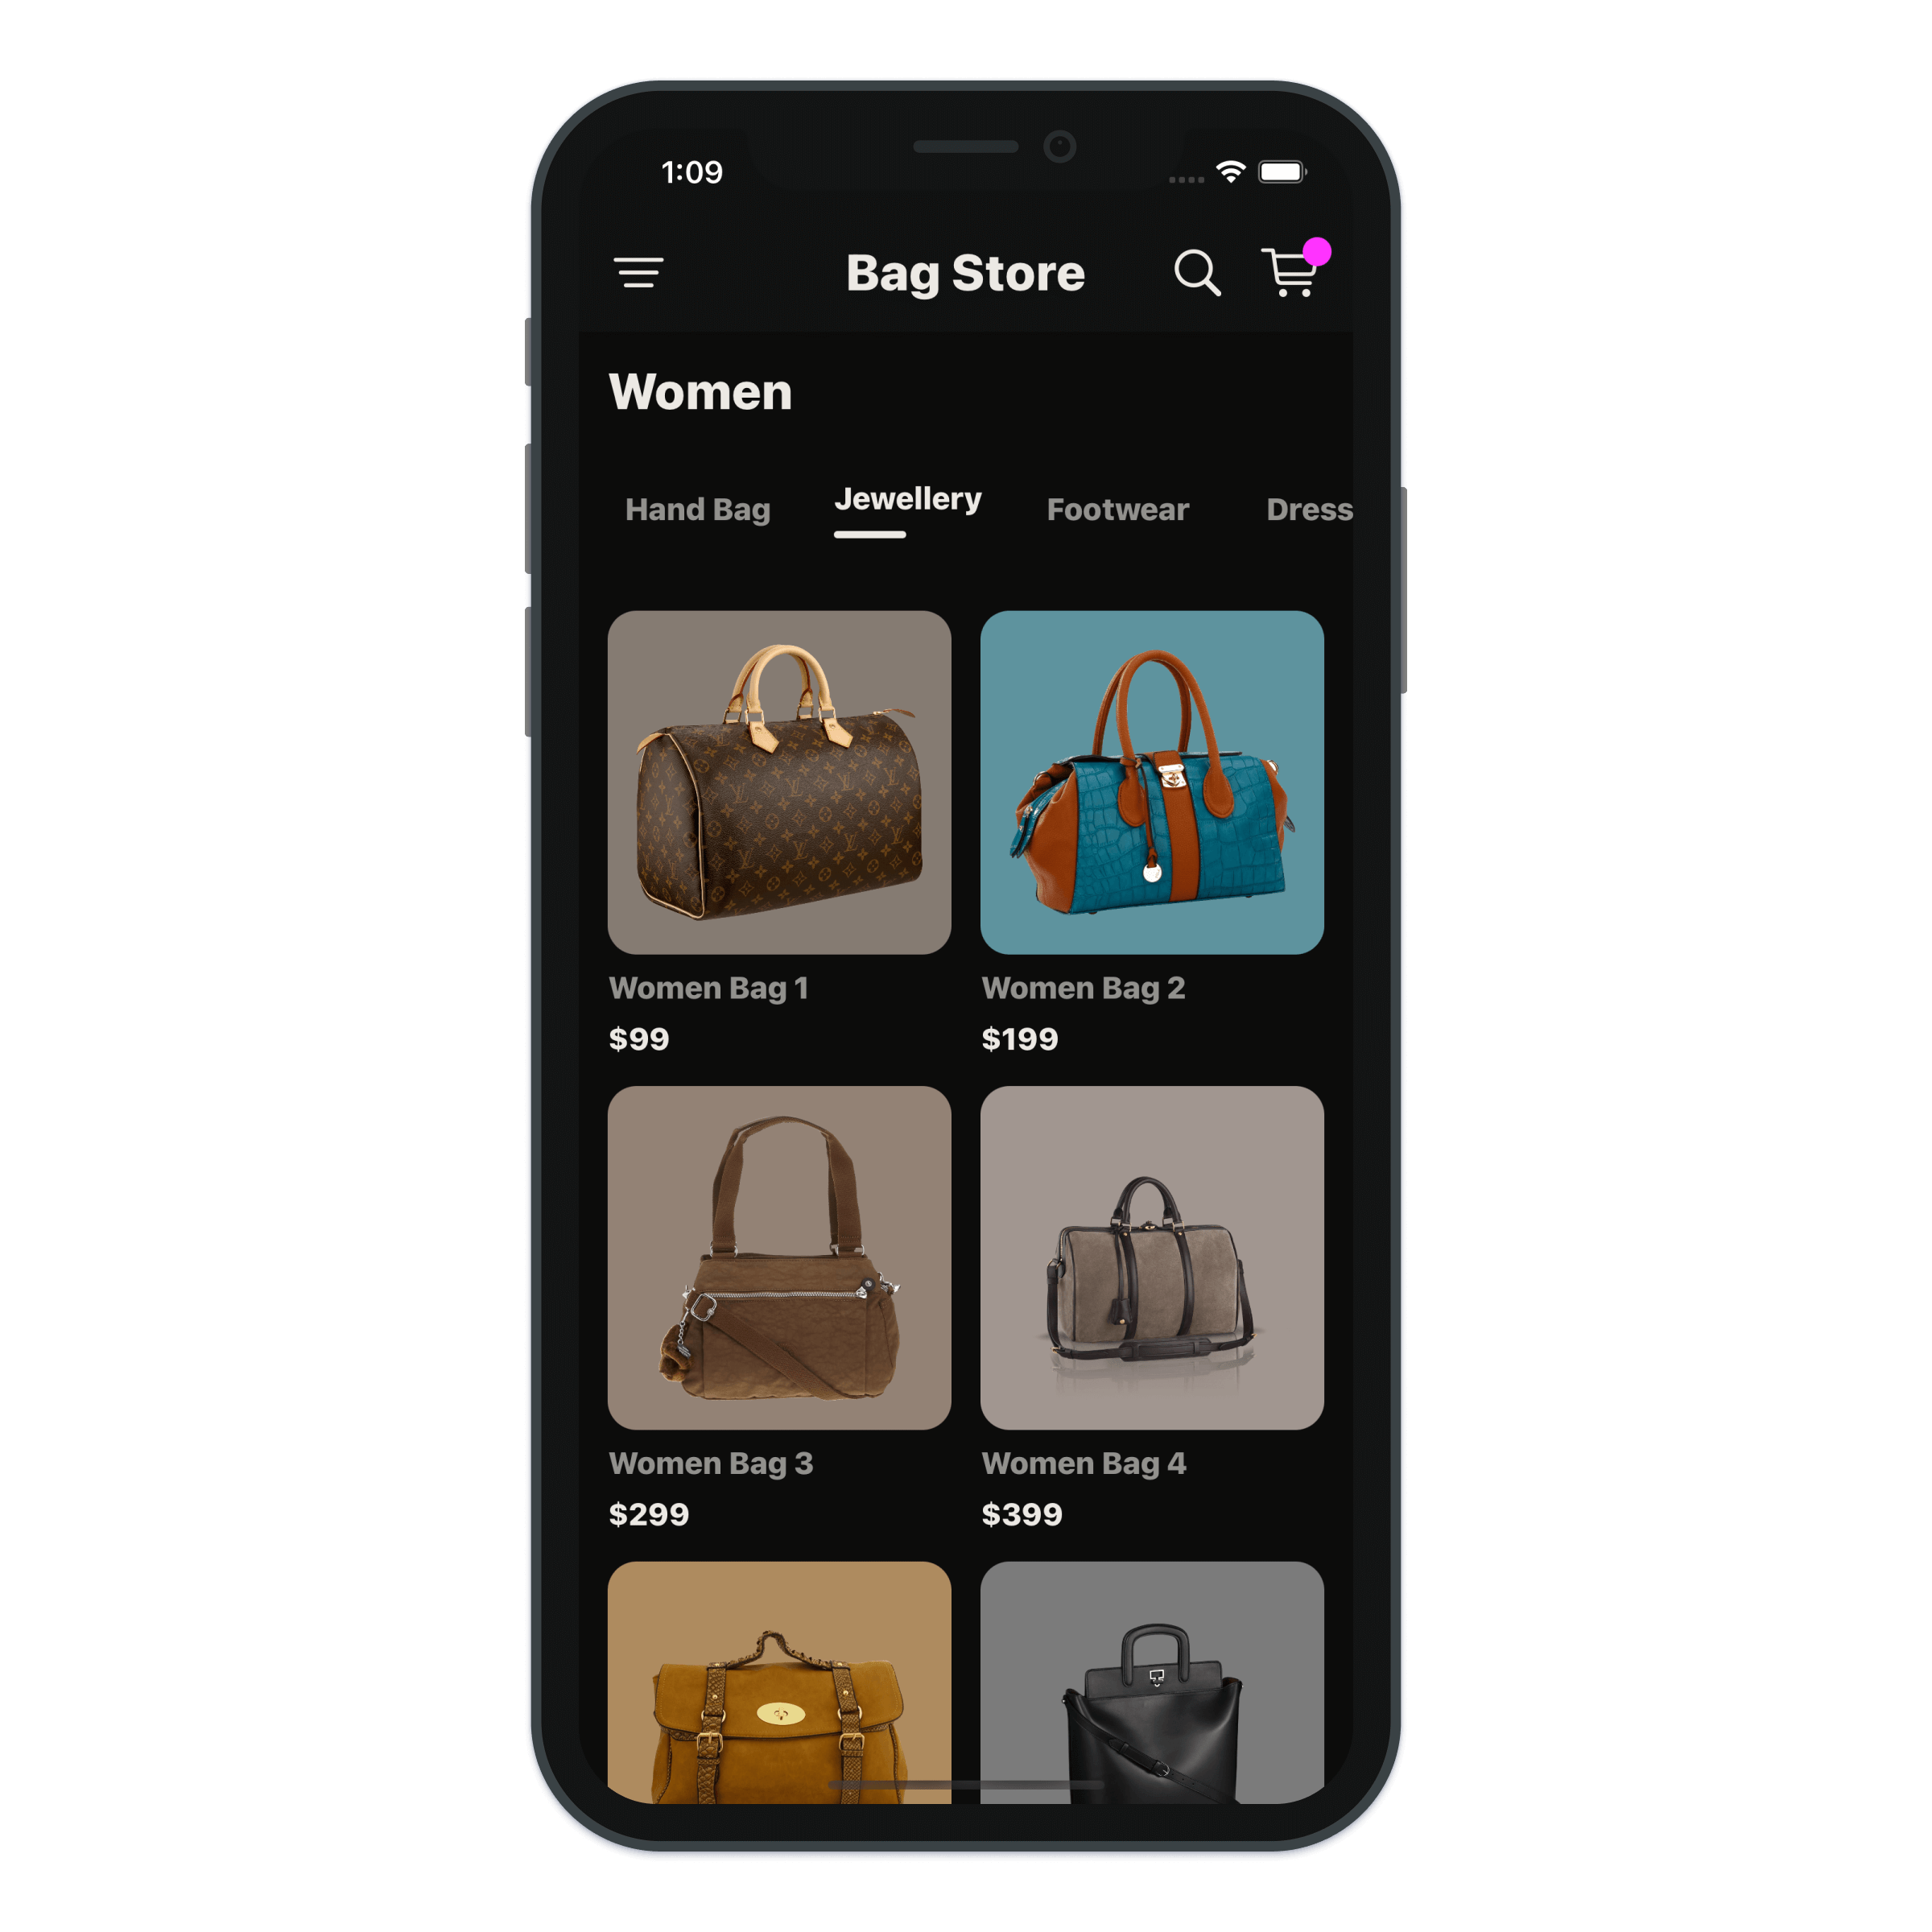 1:09
Bag Store
Women
Hand Bag
Jewellery
Footwear
Dress
Women Bag 1
Women Bag 2
$99
$199
Women Bag 3
Women Bag 4
$299
$399